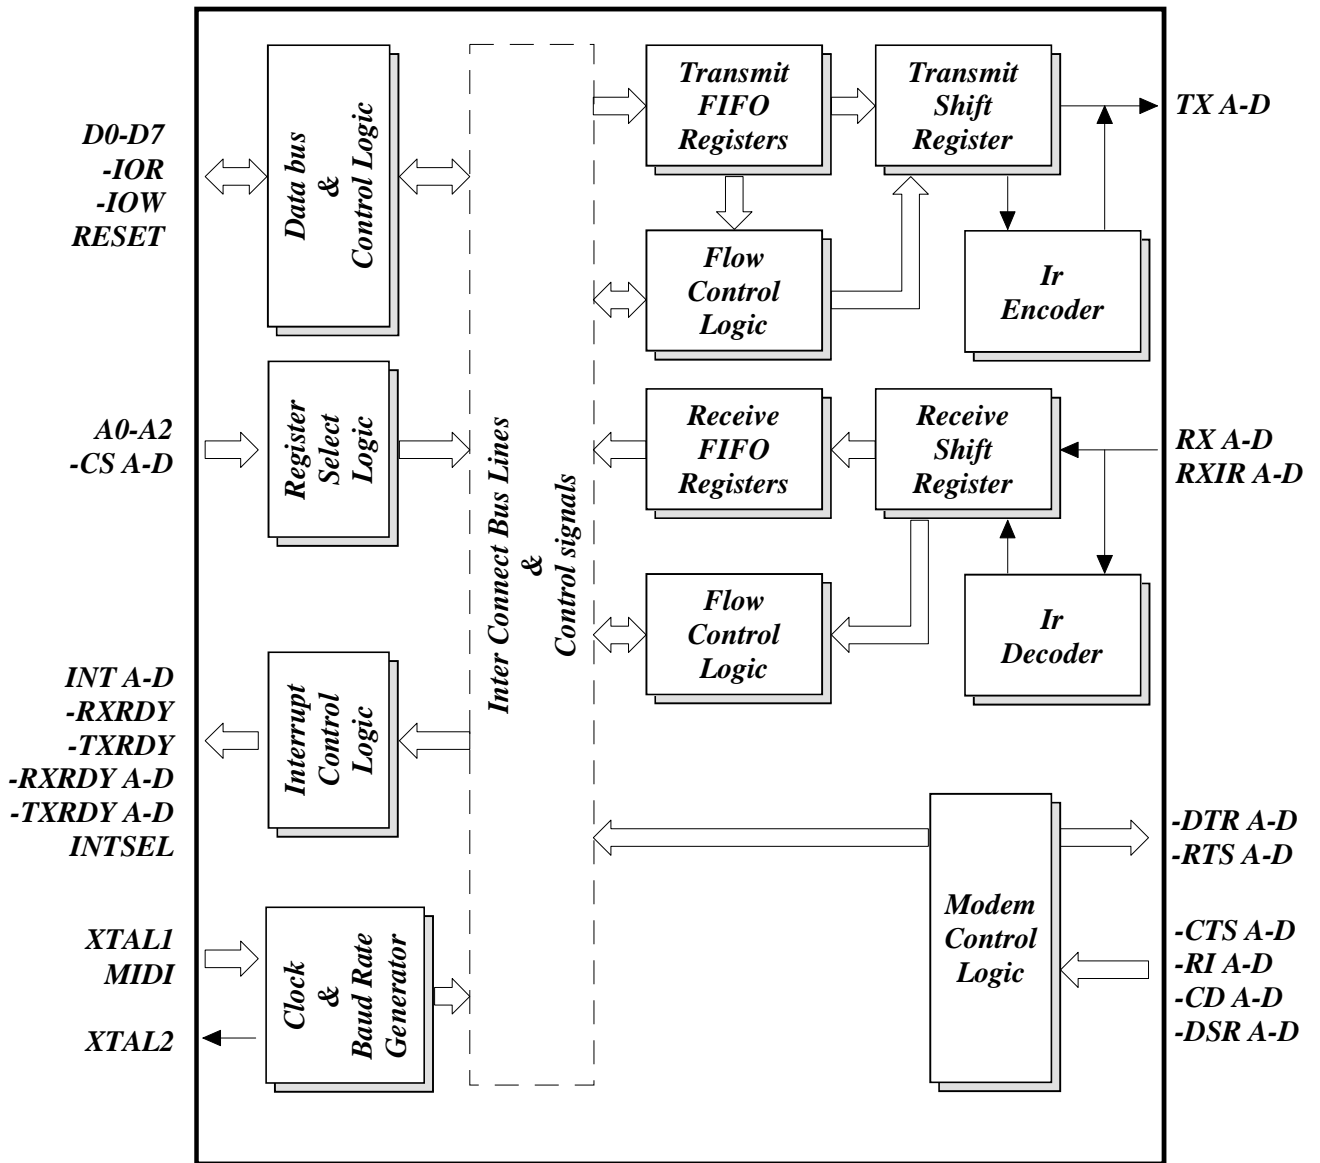 D0-D7
-IOR
-IOW
RESET
A0-A2
-CS A-D
INT A-D
-RXRDY
-TXRDY
-RXRDY A-D
-TXRDY A-D
INTSEL
XTAL1
MIDI
XTAL2
Data bus
&
Control Logic
Register
Select
Logic
Interrupt
Control
Logic
Clock
&
Baud Rate
Generator
Inter Connect Bus Lines
&
Control signals
Transmit
FIFO
Registers
Transmit
Shift
Register
Flow
Control
Logic
Ir
Encoder
Receive
FIFO
Registers
Receive
Shift
Register
Flow
Control
Logic
Ir
Decoder
Modem
Control
Logic
TX A-D
RX A-D
RXIR A-D
-DTR A-D
-RTS A-D
-CTS A-D
-RI A-D
-CD A-D
-DSR A-D